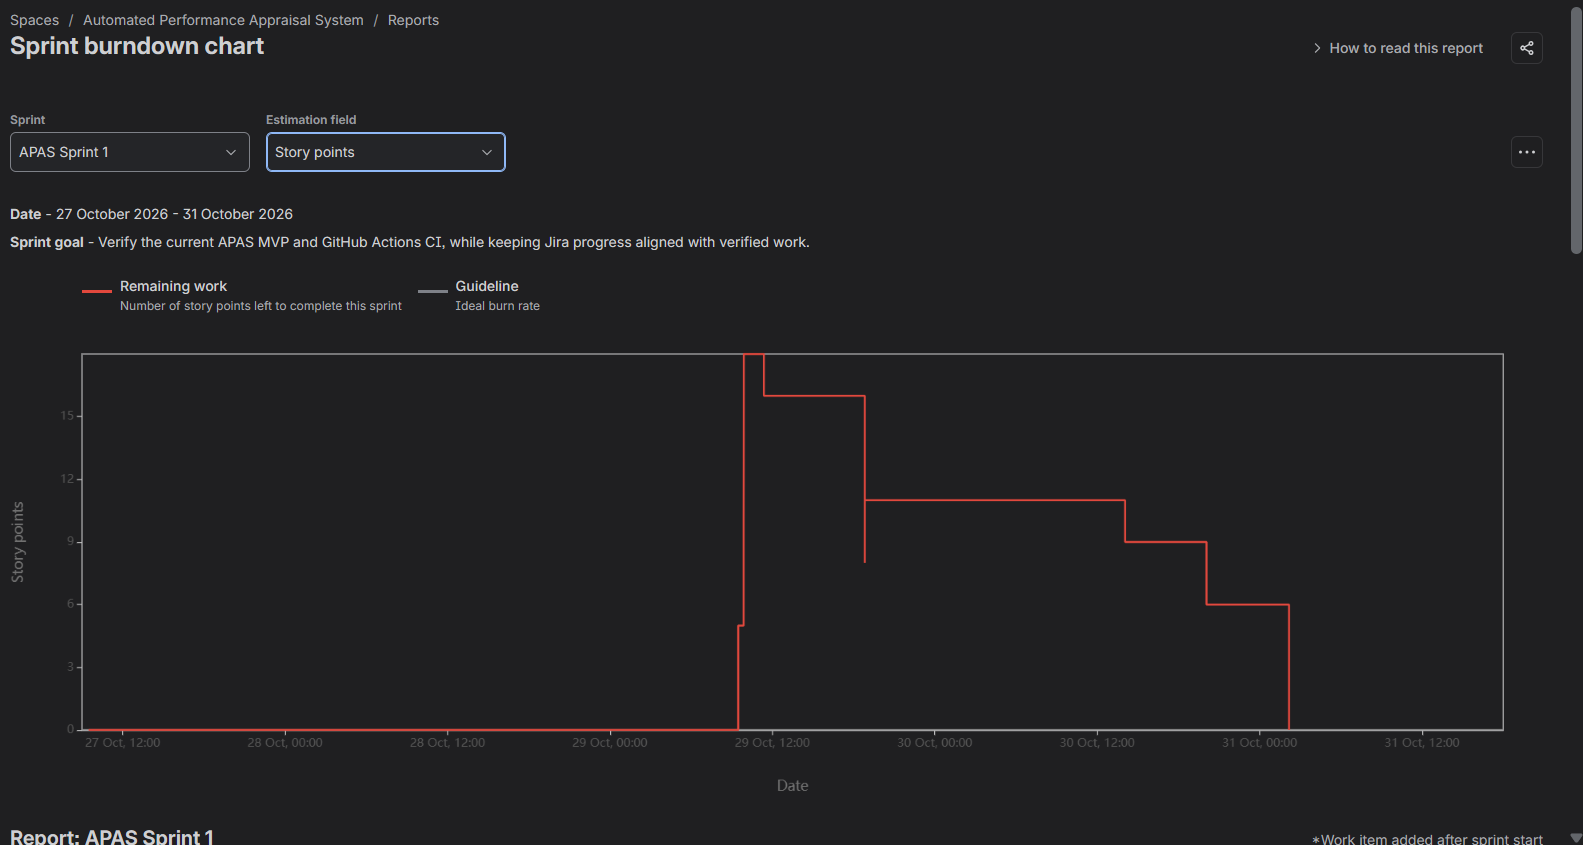 Spaces / Automated Performance Appraisal System / Reports
Sprint burndown chart
How to read this report
Sprint
Estimation field
APAS Sprint 1
Story points
Date - 27 October 2026 - 31 October 2026
Sprint goal - Verify the current APAS MVP and GitHub Actions CI, while keeping Jira progress aligned with verified work.
Remaining work
Number of story points left to complete this sprint
Guideline
Ideal burn rate
Story points
15
12
9
6
3
0
27 Oct, 12:00
28 Oct, 00:00
28 Oct, 12:00
29 Oct, 00:00
29 Oct, 12:00
30 Oct, 00:00
30 Oct, 12:00
31 Oct, 00:00
31 Oct, 12:00
Date
Report: APAS Sprint 1
*Work item added after sprint start